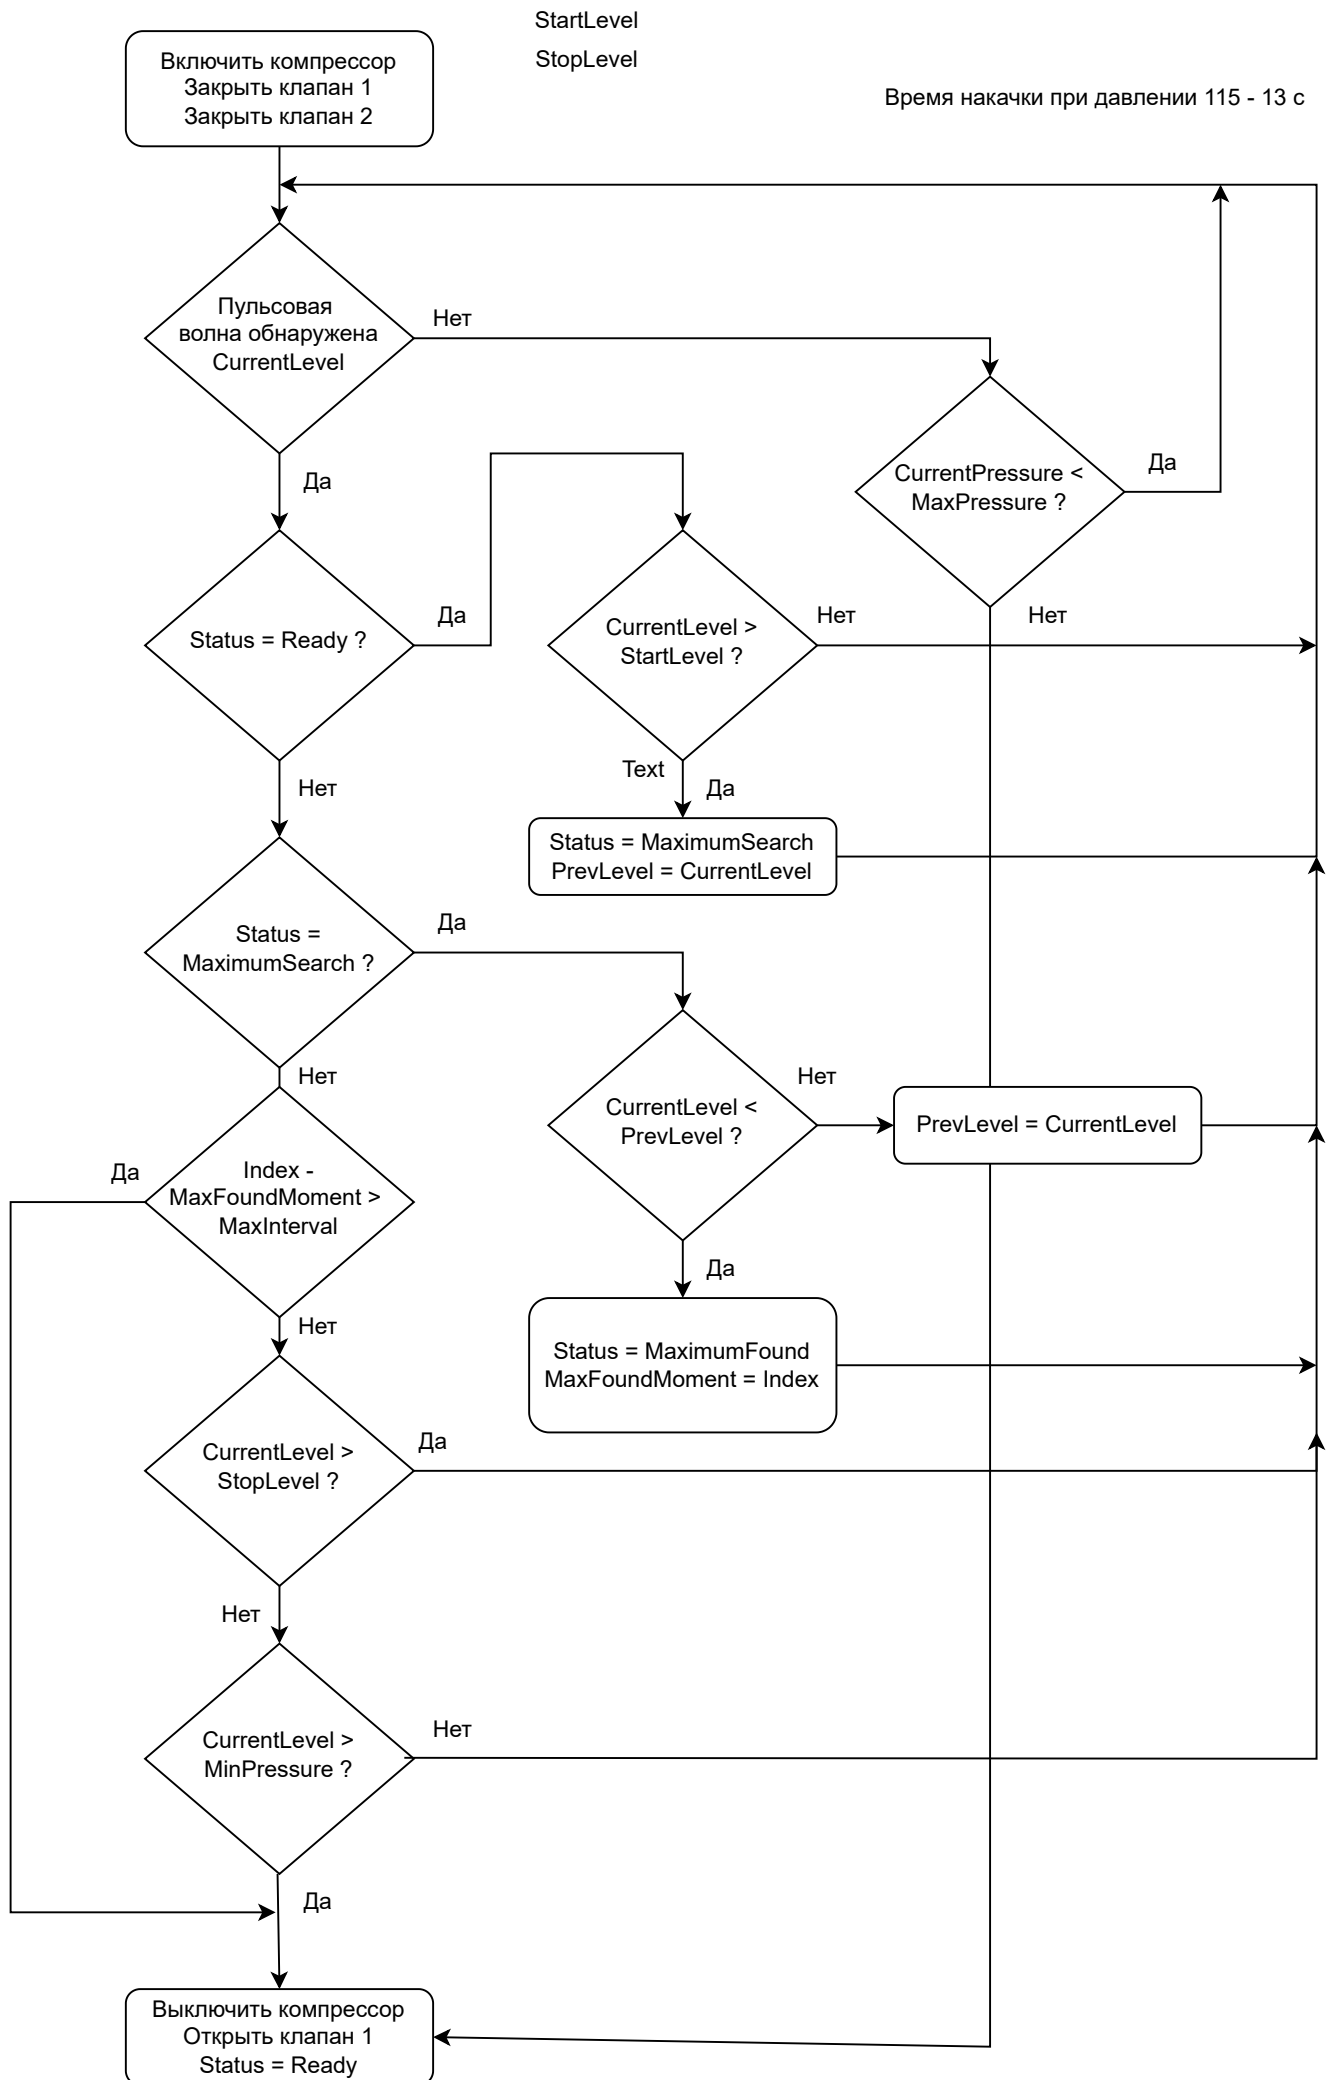 StartLevel
StopLevel
Включить компрессор
Закрыть клапан 1
Закрыть клапан 2
Время накачки при давлении 115 - 13 с
Пульсовая
волна обнаружена
CurrentLevel
Нет
Да
CurrentPressure <
MaxPressure ?
Да
Нет
Status = Ready ?
Да
Нет
CurrentLevel >
StartLevel ?
Нет
Text
Да
Status = MaximumSearch
PrevLevel = CurrentLevel
Status =
MaximumSearch ?
Да
Нет
CurrentLevel <
PrevLevel ?
Нет
PrevLevel = CurrentLevel
Да
Index -
MaxFoundMoment >
MaxInterval
Да
Нет
Status = MaximumFound
MaxFoundMoment = Index
CurrentLevel >
StopLevel ?
Да
Нет
CurrentLevel >
MinPressure ?
Нет
Да
Выключить компрессор
Открыть клапан 1
Status = Ready